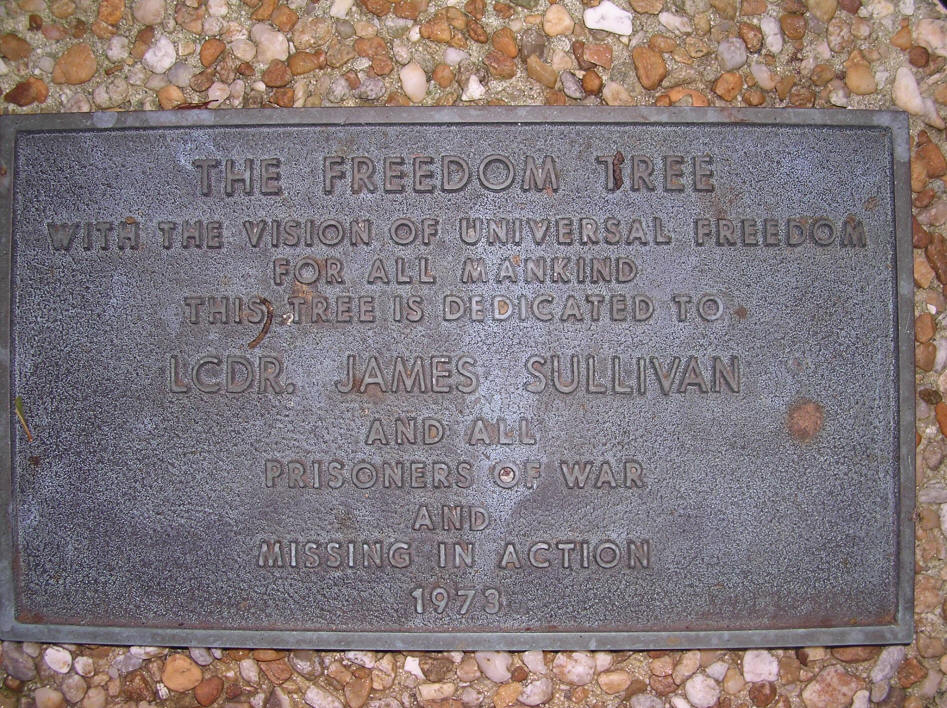 THE FREEDOM TREE
WITH THE VISION OF UNIVERSAL FREEDOM
FOR ALL MANKIND
THIS TREE IS DEDICATED TO
LCDR. JAMES SULLIVAN
AND ALL
PRISONERS OF WAR
AND
MISSING IN ACTION
1973